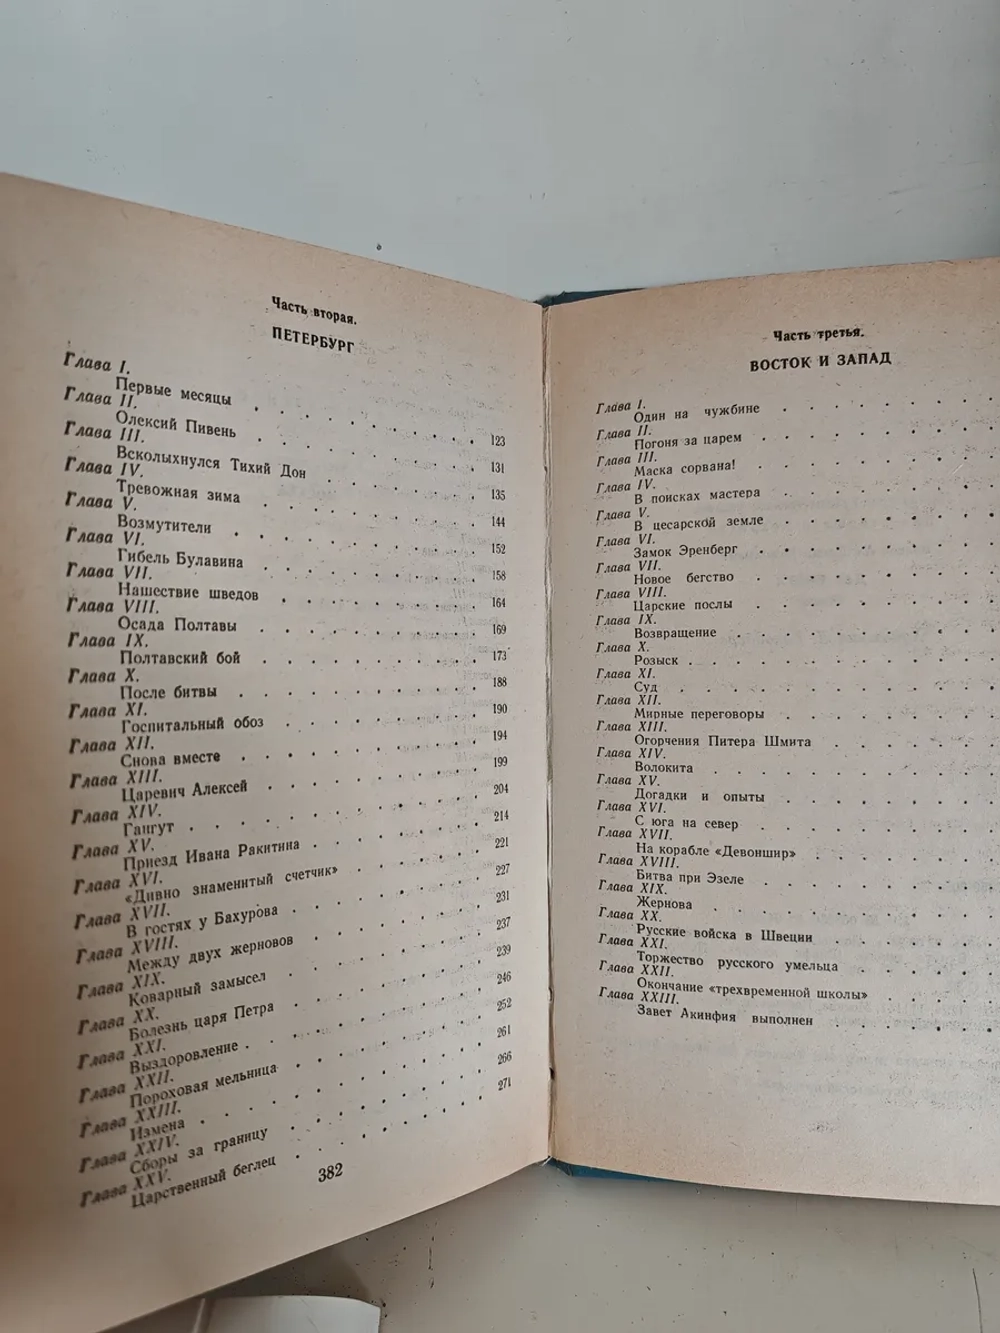 Часть вторая.
ПЕТЕРБУРГ
Глава I.
Первые месяцы . . . . . . . . 123
Глава II.
Олексий Пивень . . . . . . . . 131
Глава III.
Всколыхнулся Тихий Дон . . . . . . 135
Глава IV.
Тревожная зима . . . . . . . . 144
Глава V.
Возмутители . . . . . . . . . 152
Глава VI.
Гибель Булавина . . . . . . . . 158
Глава VII.
Нашествие шведов . . . . . . . 164
Глава VIII.
Осада Полтавы . . . . . . . . 169
Глава IX.
Полтавский бой . . . . . . . . 173
Глава X.
После битвы . . . . . . . . . 188
Глава XI.
Госпитальный обоз . . . . . . . 190
Глава XII.
Снова вместе . . . . . . . . . 194
Глава XIII.
Царевич Алексей . . . . . . . . 199
Глава XIV.
Гангут . . . . . . . . . . . 204
Глава XV.
Приезд Ивана Ракитина . . . . . . 214
Глава XVI.
«Дивно знаменитый счетчик» . . . . . 221
Глава XVII.
В гостях у Бахурова . . . . . . . 227
Глава XVIII.
Между двух жерновов . . . . . . . 231
Глава XIX.
Коварный замысел . . . . . . . 237
Глава XX.
Болезнь царя Петра . . . . . . . 239
Глава XXI.
Выздоровление . . . . . . . . 246
Глава XXII.
Пороховая мельница . . . . . . . 252
Глава XXIII.
Измена . . . . . . . . . . . 261
Глава XXIV.
Сборы за границу . . . . . . . . 266
Глава XXV.
Царственный беглец . . . . . . . 271
382
Часть третья.
ВОСТОК И ЗАПАД
Глава I.
Один на чужбине . . . . . . . .
Глава II.
Погоня за царем . . . . . . . .
Глава III.
Маска сорвана! . . . . . . . .
Глава IV.
В поисках мастера . . . . . . . .
Глава V.
В цесарской земле . . . . . . . .
Глава VI.
Замок Эренберг . . . . . . . .
Глава VII.
Новое бегство . . . . . . . .
Глава VIII.
Царские послы . . . . . . . .
Глава IX.
Возвращение . . . . . . . . .
Глава X.
Розыск . . . . . . . . . .
Глава XI.
Суд . . . . . . . . . . .
Глава XII.
Мирные переговоры . . . . . . .
Глава XIII.
Огорчения Питера Шмита . . . . . .
Глава XIV.
Волокита . . . . . . . . . .
Глава XV.
Догадки и опыты . . . . . . . .
Глава XVI.
С юга на север . . . . . . . .
Глава XVII.
На корабле «Девоншир» . . . . . . .
Глава XVIII.
Битва при Эзеле . . . . . . . .
Глава XIX.
Жернова . . . . . . . . . .
Глава XX.
Русские войска в Швеции . . . . . .
Глава XXI.
Торжество русского умельца . . . . .
Глава XXII.
Окончание «трехвременной школы» . . . .
Глава XXIII.
Завет Акинфия выполнен . . . . . .